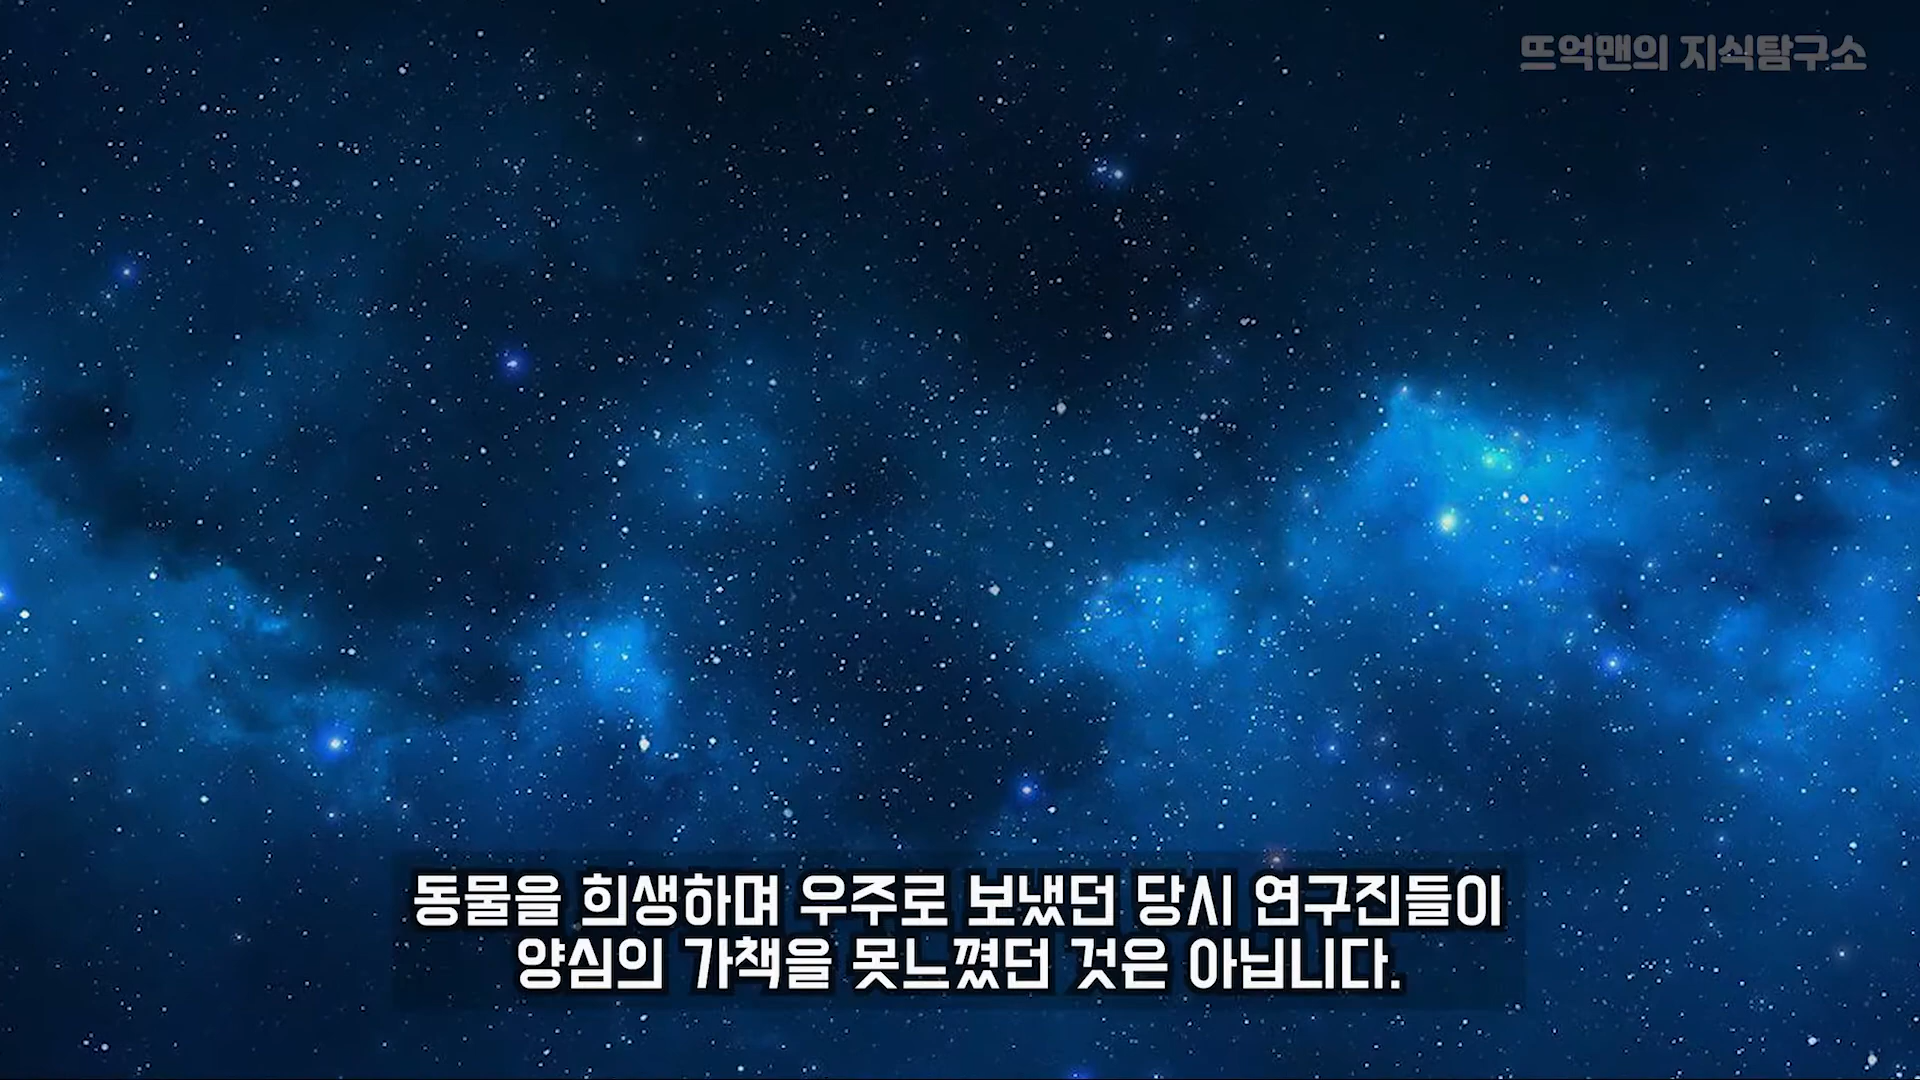 뜨억맨의 지식탐구소
동물을 희생하며 우주로 보냈던 당시 연구진들이
양심의 가책을 못느꼈던 것은 아닙니다.